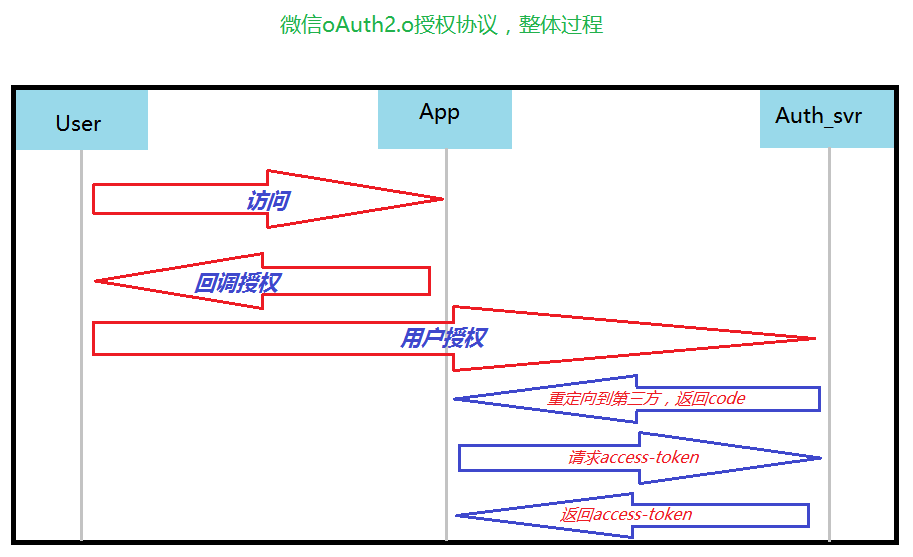 微信oAuth2.o授权协议，整体过程
User
App
Auth_svr
访问
回调授权
用户授权
重定向到第三方，返回code
请求access-token
返回access-token